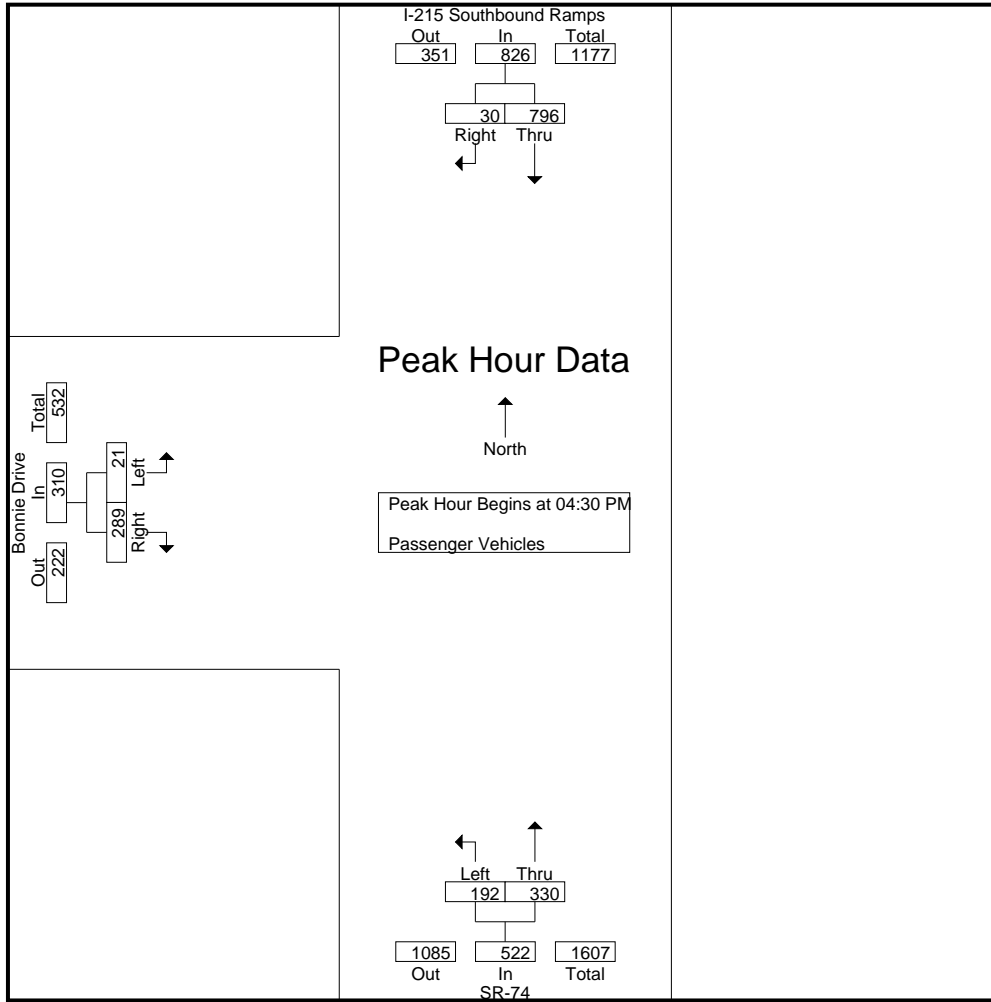 I-215 Southbound Ramps
Out In Total
351 826 1177
30 796
Right Thru
Peak Hour Data
North
Peak Hour Begins at 04:30 PM
Passenger Vehicles
Bonnie Drive
Out In Total
222 310 532
289 21
Right Left
Left Thru
192 330
1085 522 1607
Out In Total
SR-74